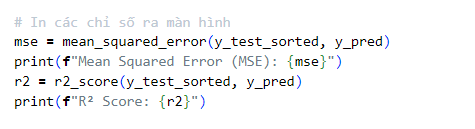 # In các chỉ số ra màn hình
mse = mean_squared_error(y_test_sorted, y_pred)
print(f"Mean Squared Error (MSE): {mse}")
r2 = r2_score(y_test_sorted, y_pred)
print(f"R² Score: {r2}")